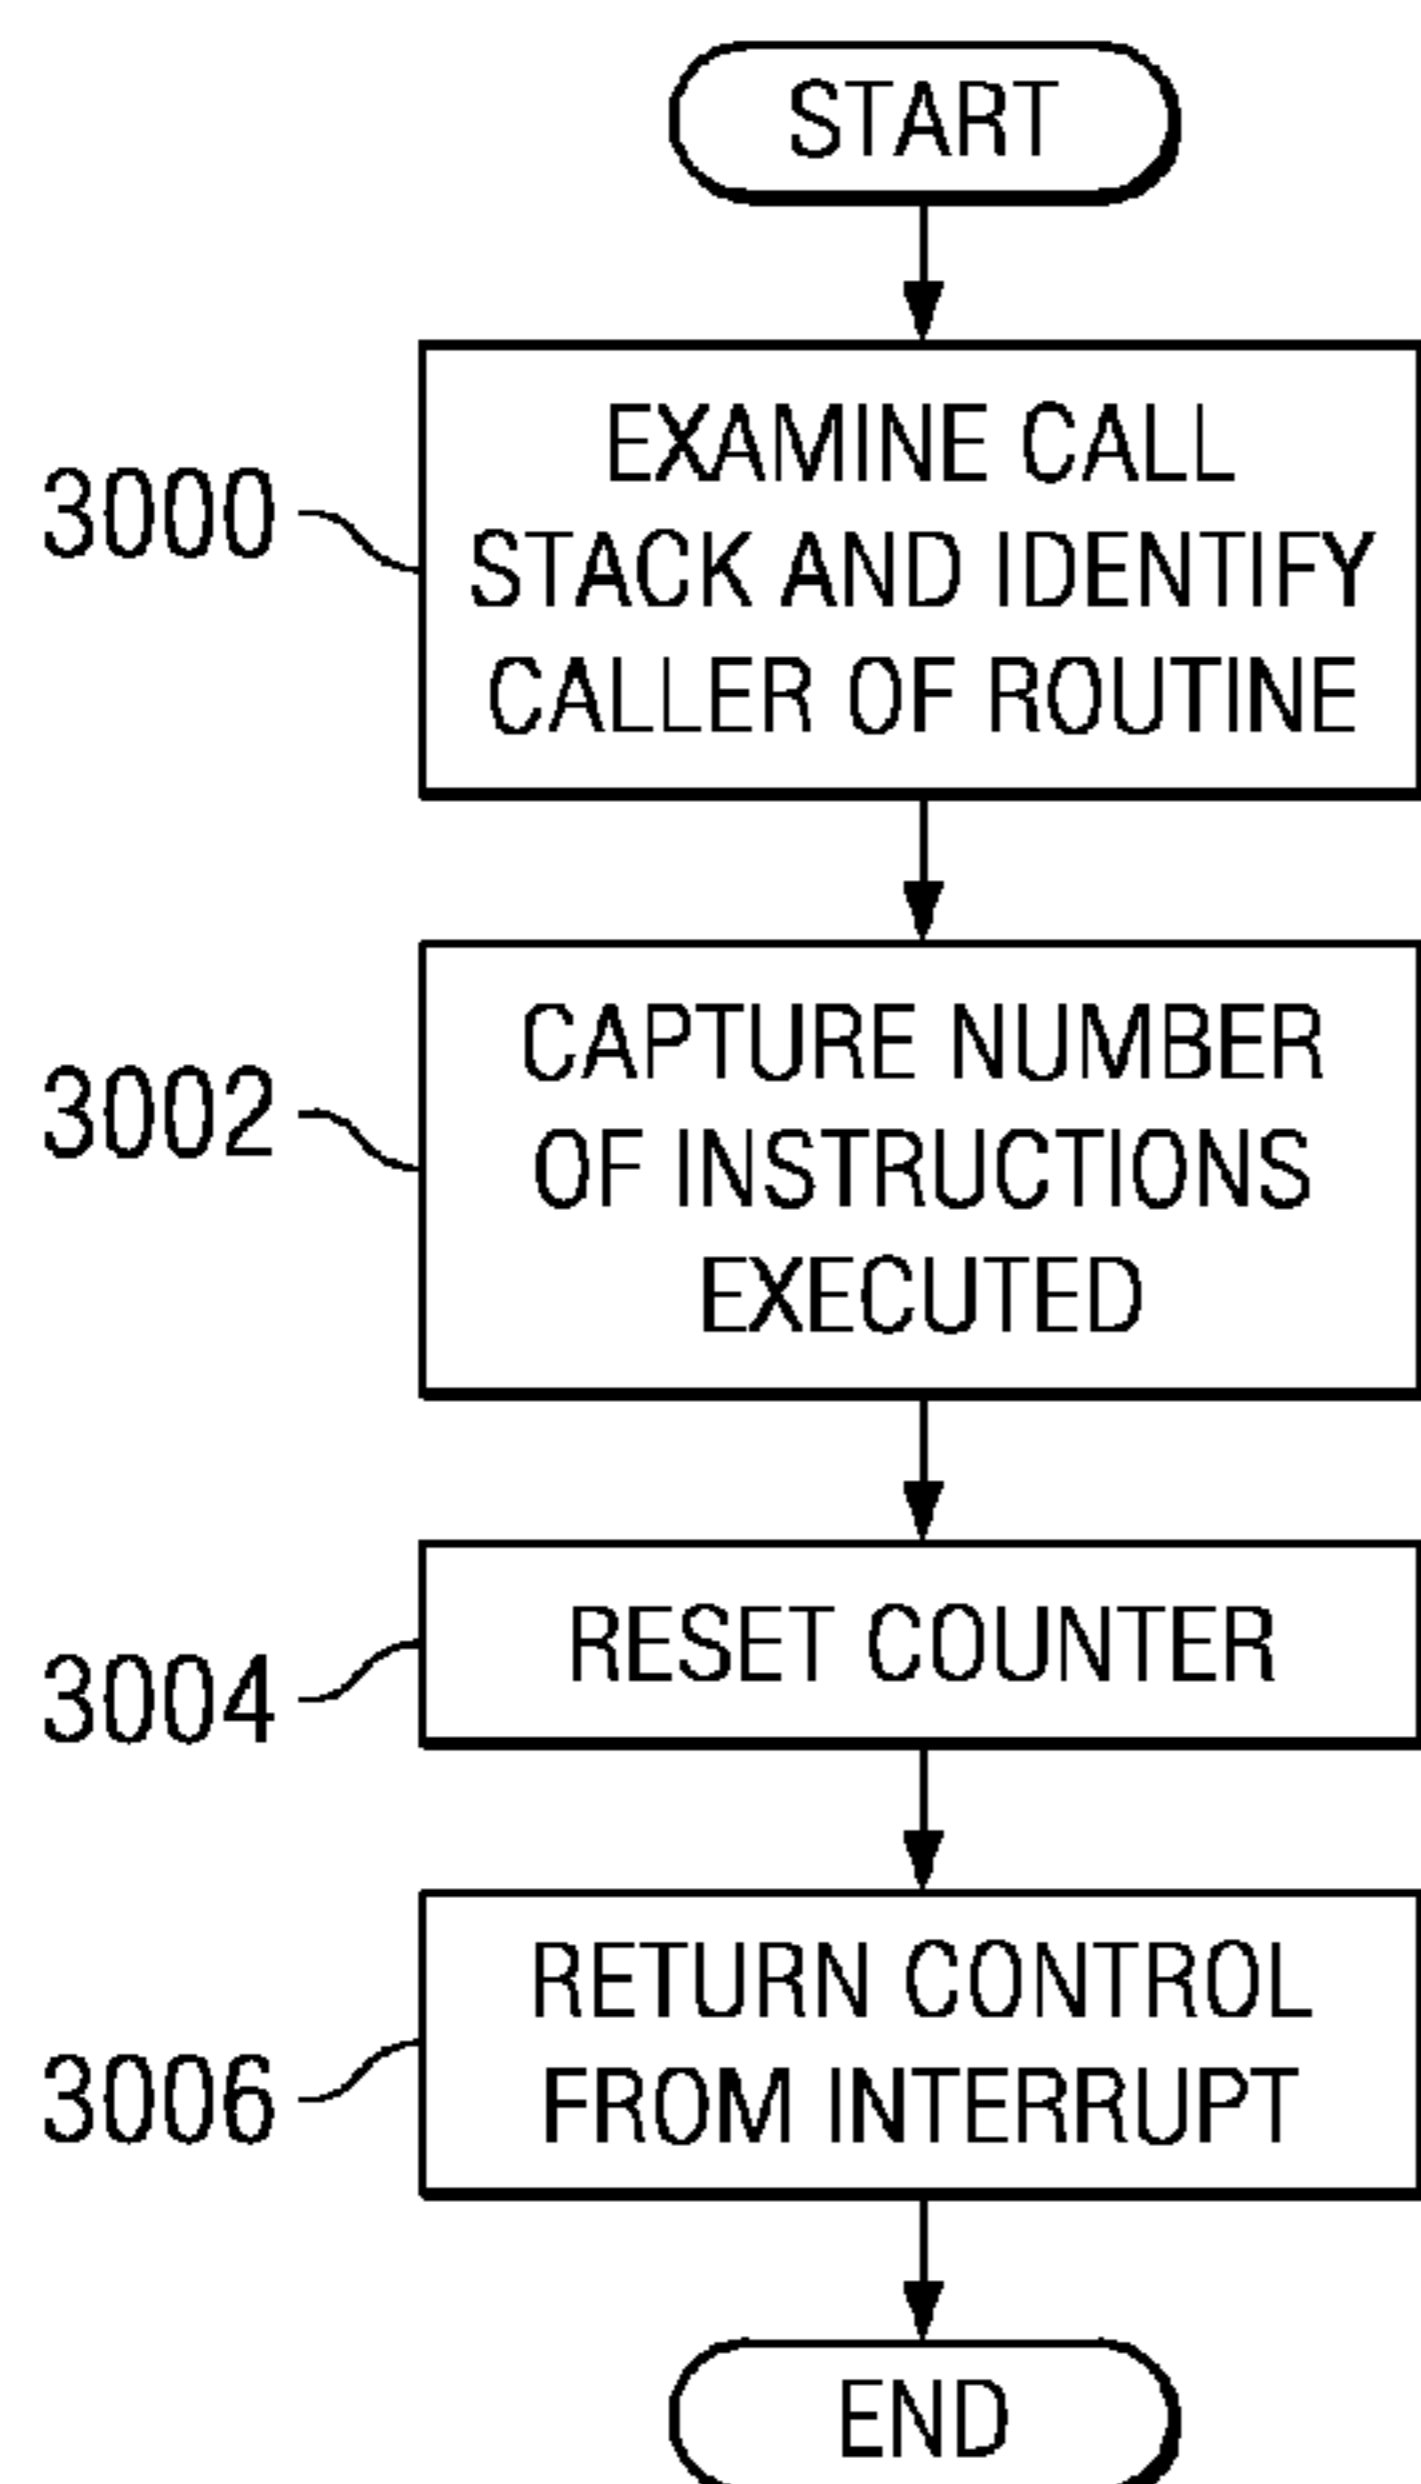 START
3000
EXAMINE CALL
STACK AND IDENTIFY
CALLER OF ROUTINE
3002
CAPTURE NUMBER
OF INSTRUCTIONS
EXECUTED
3004
RESET COUNTER
3006
RETURN CONTROL
FROM INTERRUPT
END